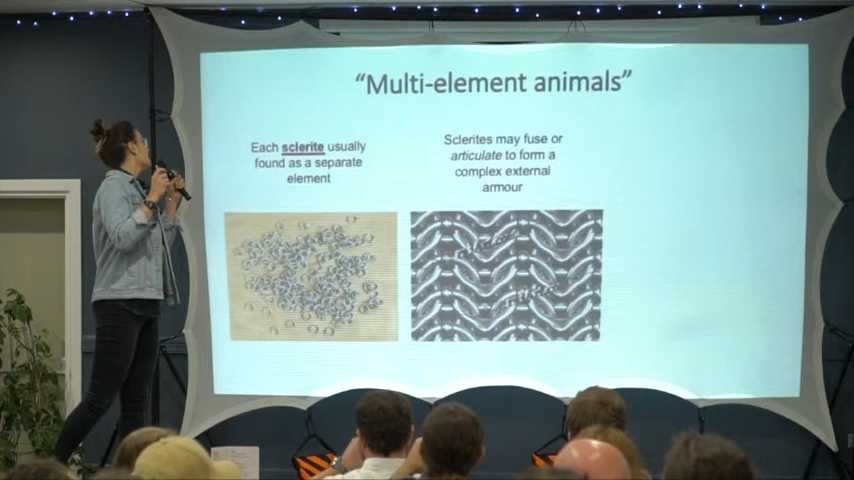 “Multi-element animals”
Each sclerite usually
found as a separate
element
Sclerites may fuse or
articulate to form a
complex external
armour